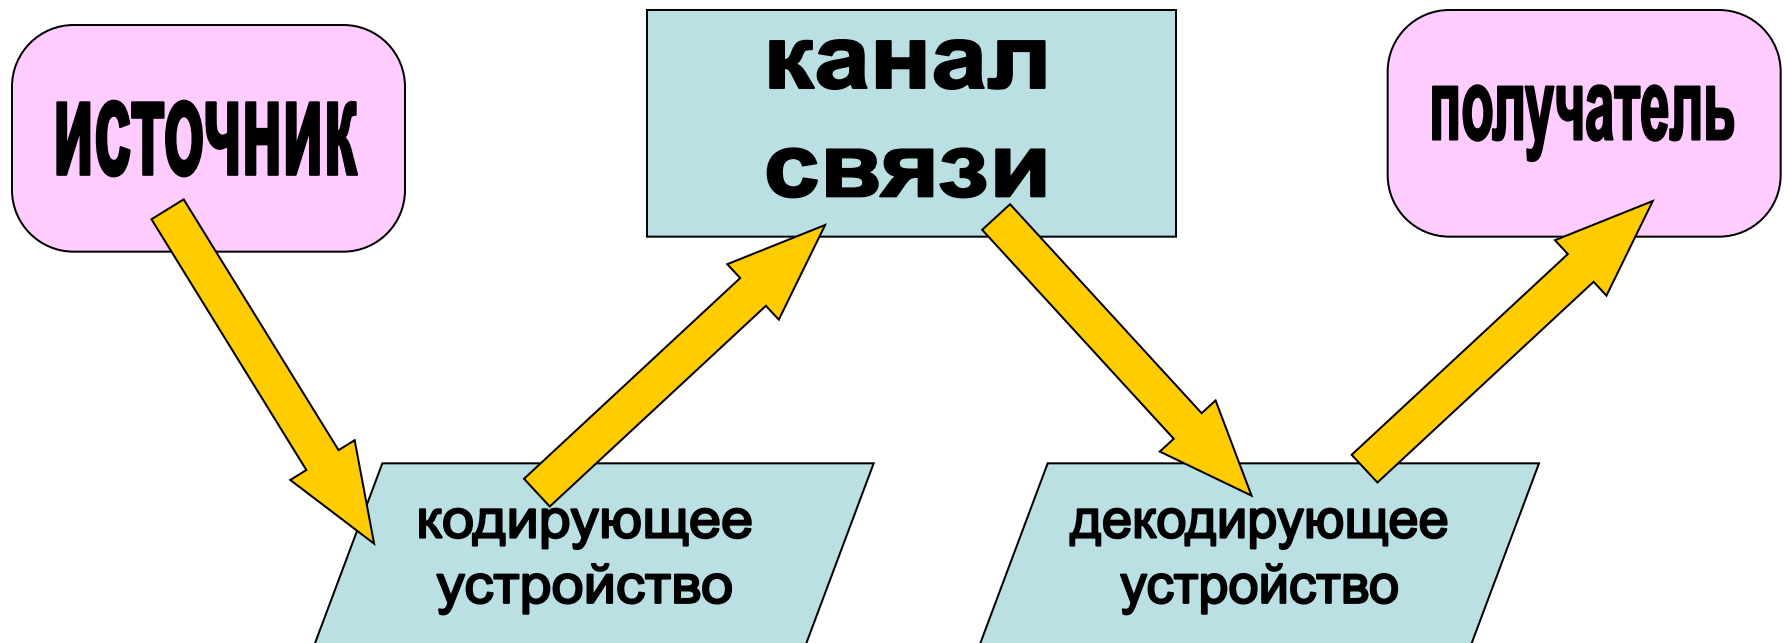 источник
канал
связи
получатель
кодирующее
устройство
декодирующее
устройство